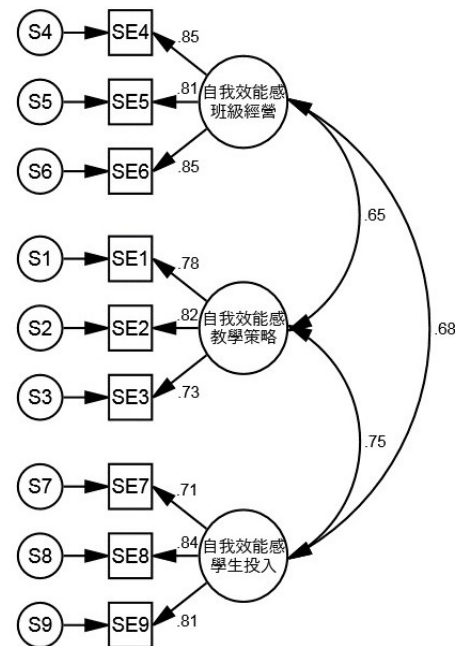 S4 SE4 .85
S5 SE5 .81 自我效能感
班級經營
S6 SE6 .85
.65
S1 SE1 .78
S2 SE2 .82 自我效能感
教學策略
.68
S3 SE3 .73
.75
S7 SE7 .71
S8 SE8 .84 自我效能感
學生投入
S9 SE9 .81